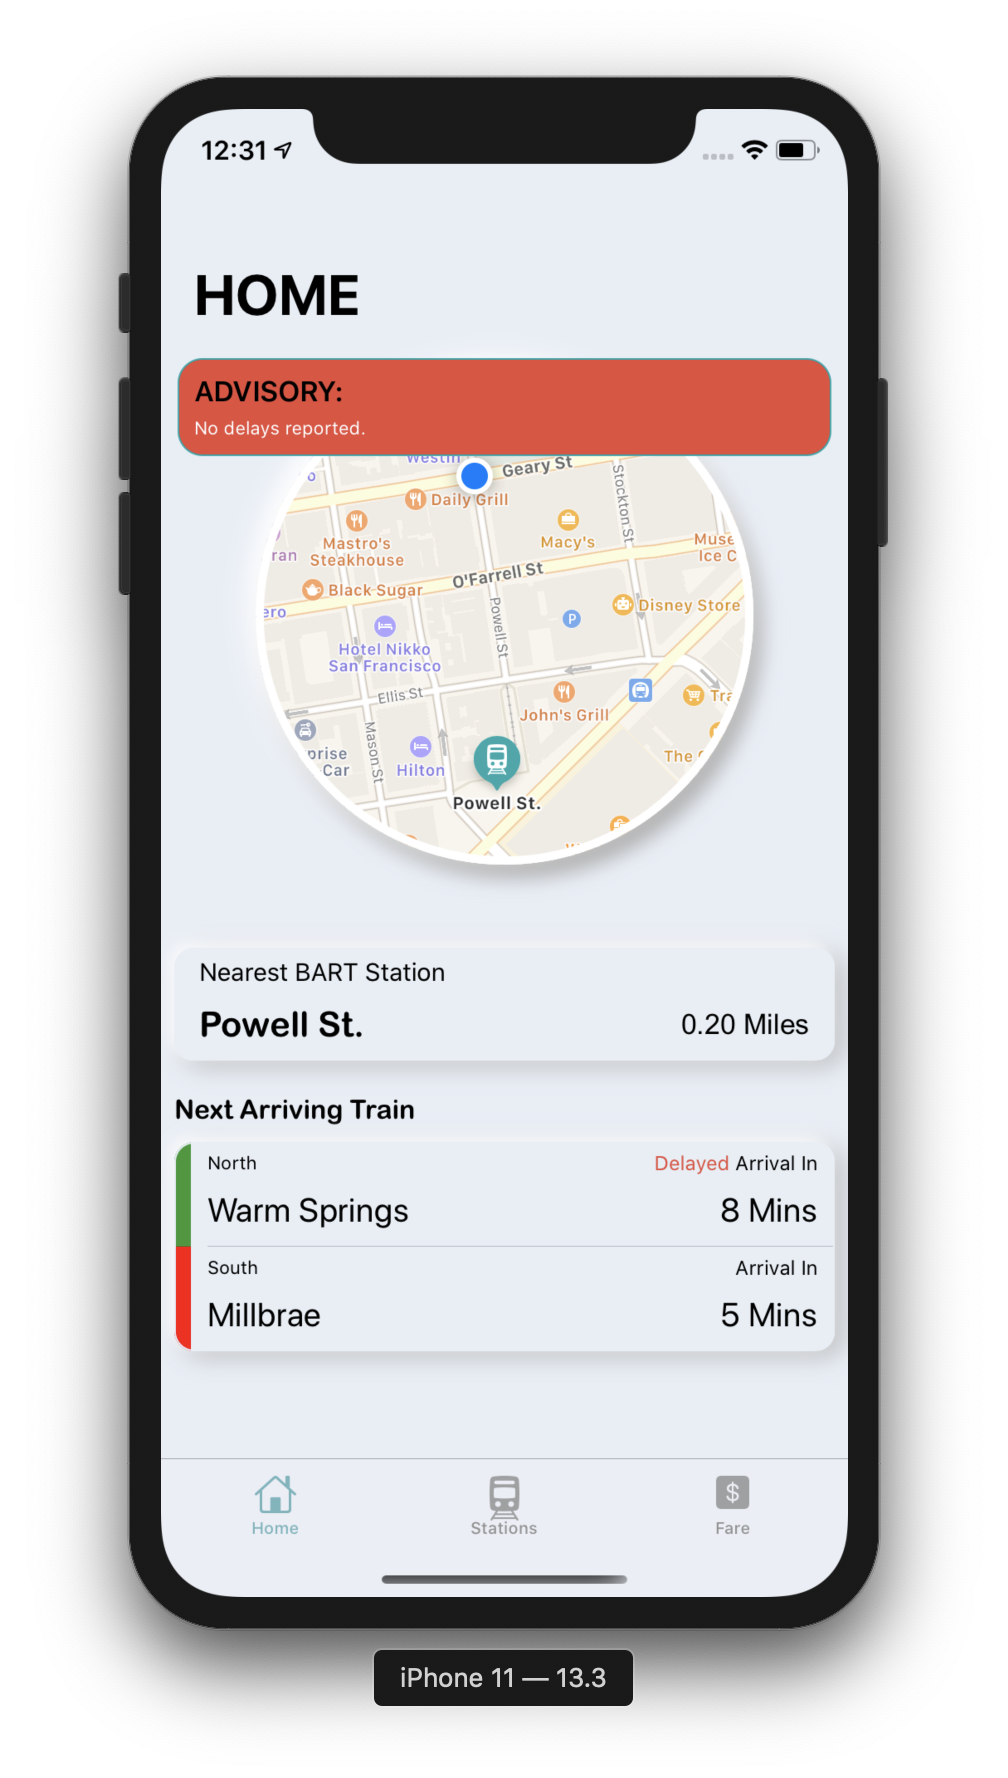 12:31
HOME
ADVISORY:
No delays reported.
Westin
Geary St
Daily Grill
Stockton St
Macy's
Mastro's
Steakhouse
Muse
Ice C
ran
O'Farrell St
Black Sugar
Disney Store
ero
P
Powell St
Hotel Nikko
San Francisco
Ellis St
Tra
John's Grill
Mason St
prise
Car
Hilton
The
Powell St.
Nearest BART Station
Powell St.
0.20 Miles
Next Arriving Train
North
Delayed Arrival In
Warm Springs
8 Mins
South
Arrival In
Millbrae
5 Mins
$
Home
Stations
Fare
iPhone 11 — 13.3